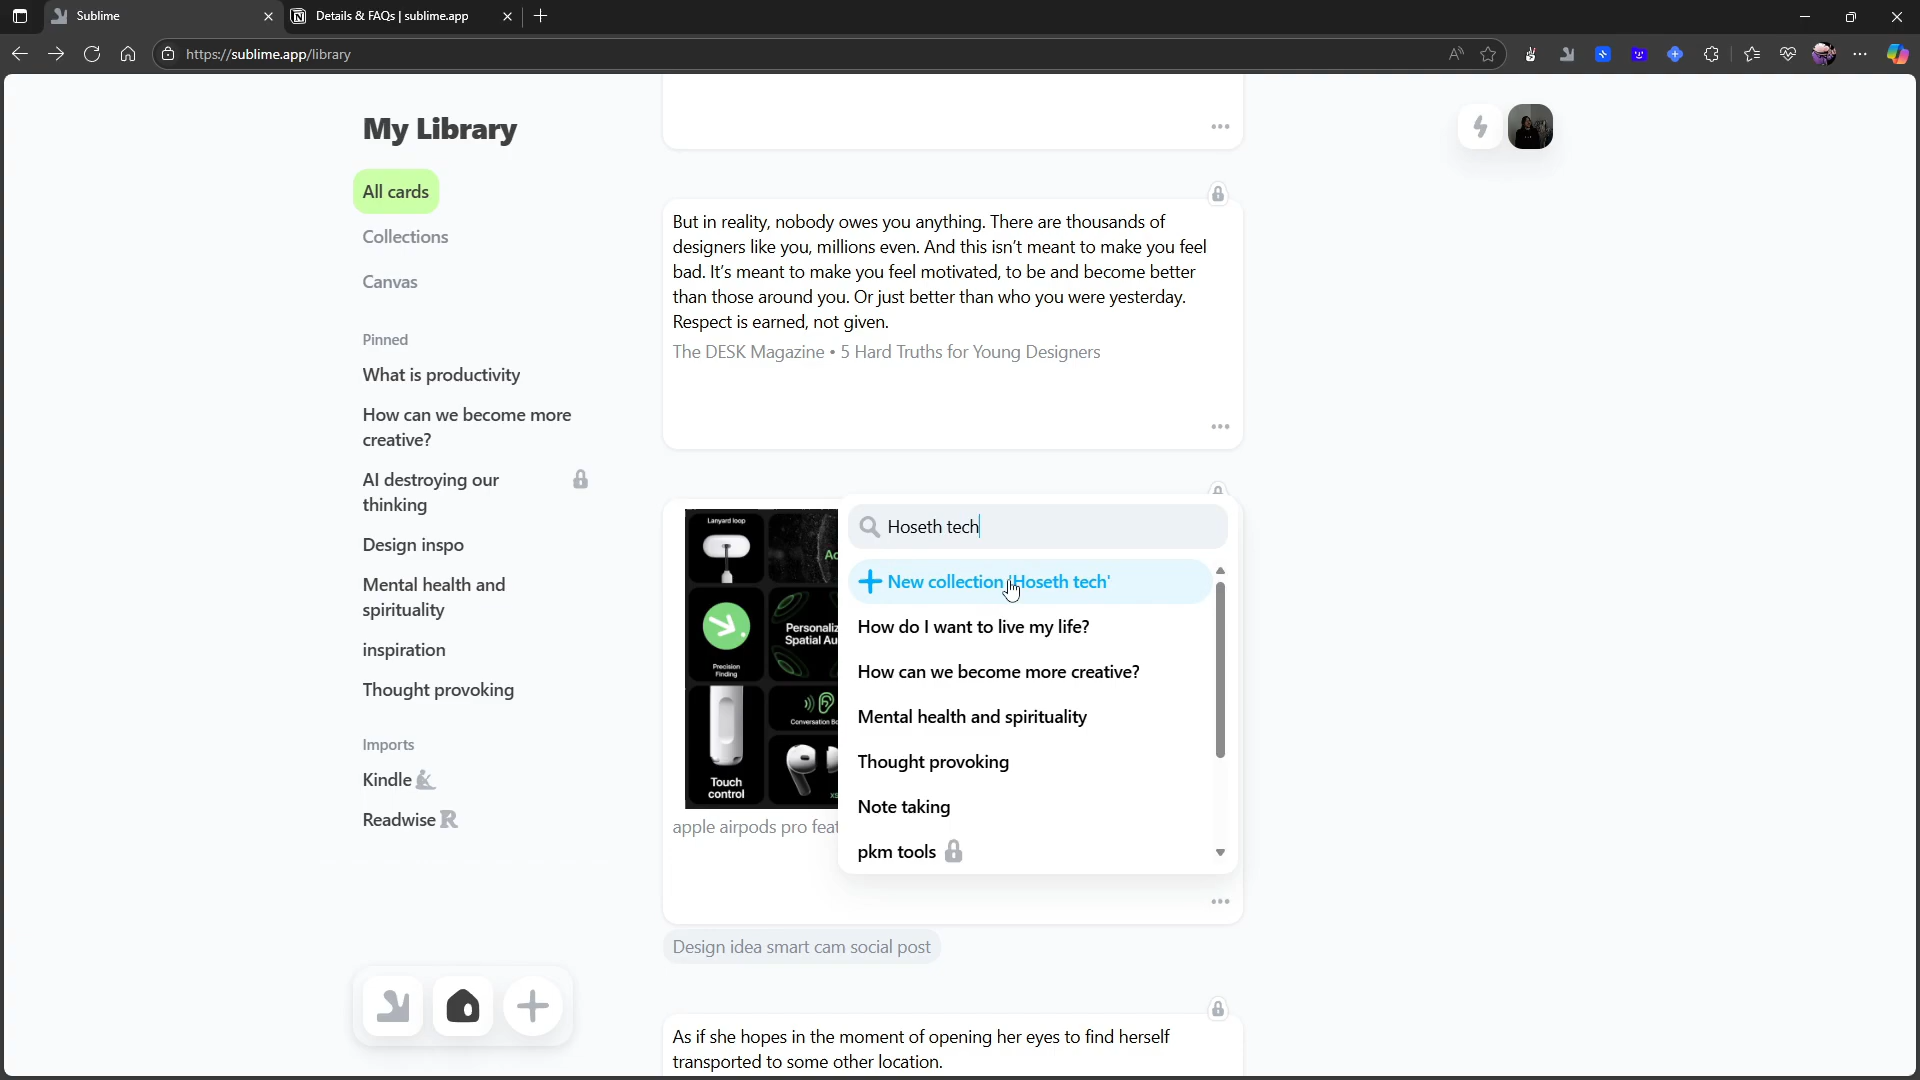 Sublime
Details & FAQs | sublime.app
https://sublime.app/library
My Library
All cards
Collections
Canvas
Pinned
What is productivity
How can we become more
creative?
AI destroying our
thinking
Design inspo
Mental health and
spirituality
inspiration
Thought provoking
Imports
Kindle
Readwise R
But in reality, nobody owes you anything. There are thousands of
designers like you, millions even. And this isn't meant to make you feel
bad. It's meant to make you feel motivated, to be and become better
than those around you. Or just better than who you were yesterday.
Respect is earned, not given.
The DESK Magazine • 5 Hard Truths for Young Designers
Lanyard loop
Precision
Finding
Personaliz
Spatial Au
Conversation Bo
Touch
control
apple airpods pro feat
Hoseth tech
New collection 'Hoseth tech'
How do I want to live my life?
How can we become more creative?
Mental health and spirituality
Thought provoking
Note taking
pkm tools
Design idea smart cam social post
As if she hopes in the moment of opening her eyes to find herself
transported to some other location.